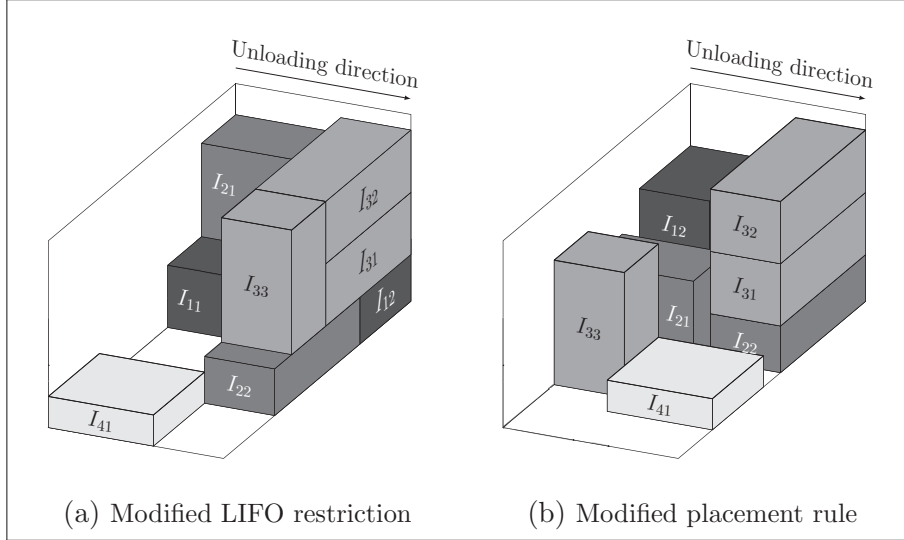 Unloading direction
I21
I32
I31
I33
I11
I12
I22
I41
(a) Modified LIFO restriction
Unloading direction
I12
I32
I31
I33
I21
I22
I41
(b) Modified placement rule